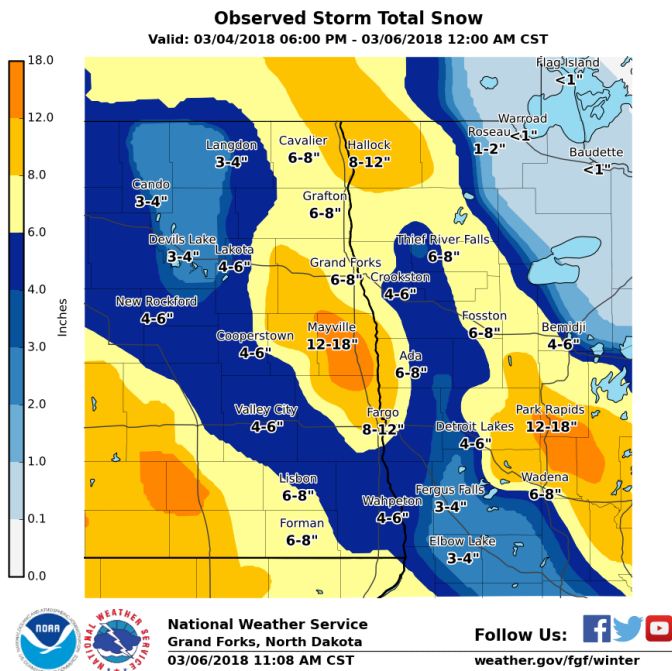 Observed Storm Total Snow
Valid: 03/04/2018 06:00 PM - 03/06/2018 12:00 AM CST
18.0
12.0
8.0
6.0
4.0
3.0
2.0
1.0
0.1
0.0
Inches
Flag Island
<1"
Warroad
<1"
Roseau
1-2"
Baudette
<1"
Langdon
3-4"
Cavalier
6-8"
Hallock
8-12"
Cando
3-4"
Grafton
6-8"
Devils Lake
3-4"
Lakota
4-6"
Thief River Falls
6-8"
Grand Forks
6-8"
Crookston
4-6"
New Rockford
4-6"
Cooperstown
4-6"
Mayville
12-18"
Fosston
6-8"
Bemidji
4-6"
Ada
6-8"
Valley City
4-6"
Fargo
8-12"
Detroit Lakes
4-6"
Park Rapids
12-18"
Lisbon
6-8"
Wahpeton
4-6"
Fergus Falls
3-4"
Wadena
6-8"
Forman
6-8"
Elbow Lake
3-4"
NOAA
NATIONAL WEATHER SERVICE
National Weather Service
Grand Forks, North Dakota
03/06/2018 11:08 AM CST
Follow Us:
weather.gov/fgf/winter